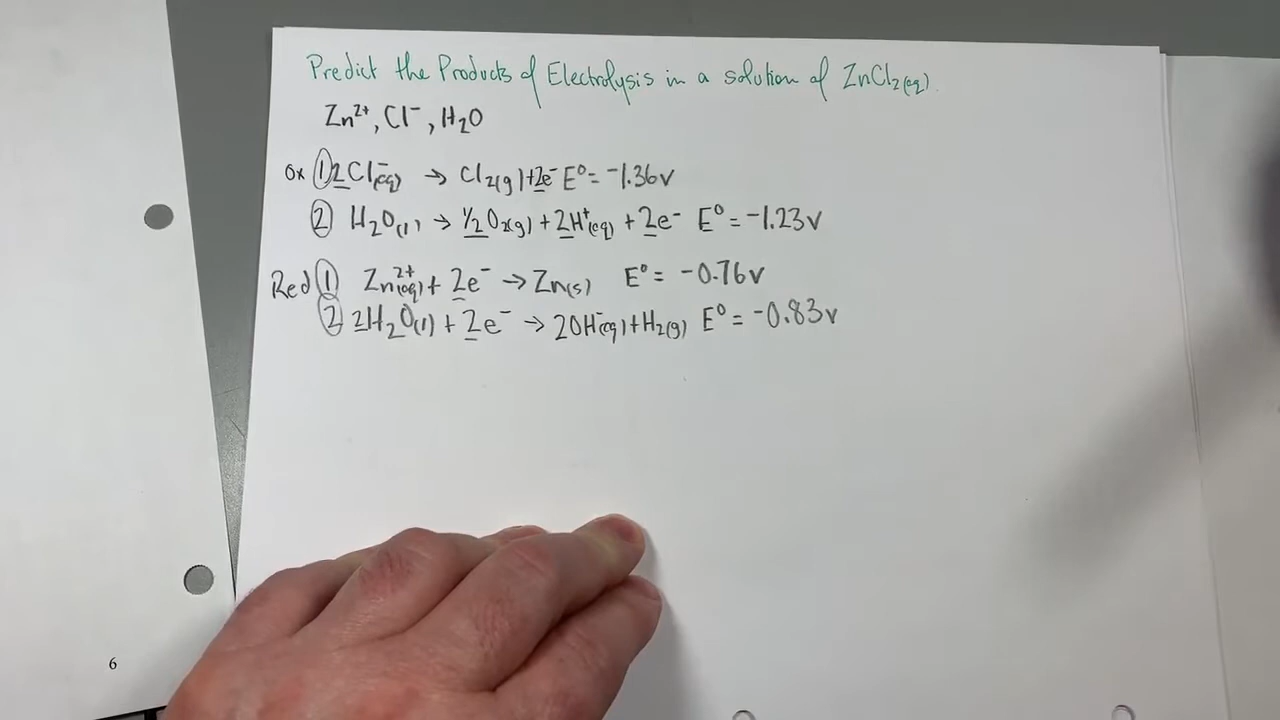 Predict the Products of Electrolysis in a solution of ZnCl₂(aq).
Zn²⁺, Cl⁻, H₂O
Ox ① 2Cl⁻(aq) → Cl₂(g) + 2e⁻ E° = -1.36v
② H₂O(l) → ½O₂(g) + 2H⁺(aq) + 2e⁻ E° = -1.23v
Red ① Zn²⁺(aq) + 2e⁻ → Zn(s) E° = -0.76v
② 2H₂O(l) + 2e⁻ → 2OH⁻(aq) + H₂(g) E° = -0.83v
6